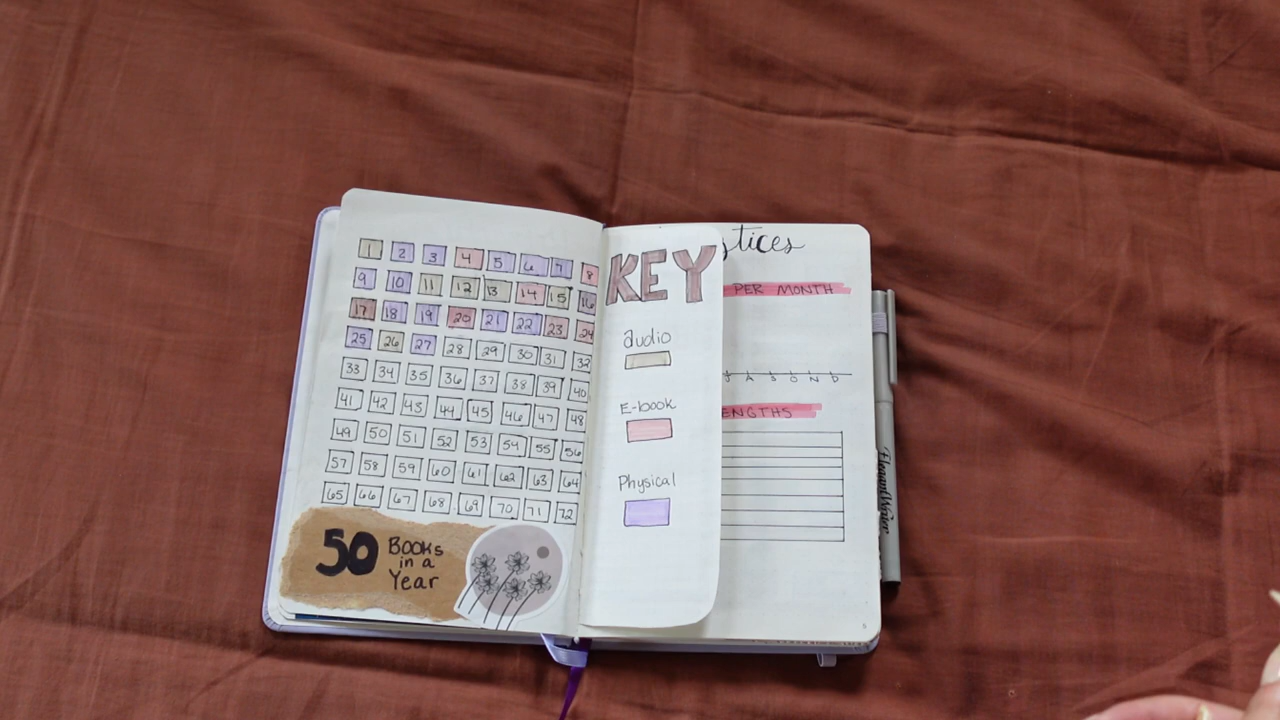 1 2 3 4 5 6 7 8
9 10 11 12 13 14 15 16
17 18 19 20 21 22 23 24
25 26 27 28 29 30 31 32
33 34 35 36 37 38 39 40
41 42 43 44 45 46 47 48
49 50 51 52 53 54 55 56
57 58 59 60 61 62 63 64
65 66 67 68 69 70 71 72
50 Books
in a
Year
KEY
audio
E-book
Physical
stices
PER MONTH
J A S O N D
ENGTHS
5
Elegant Writer